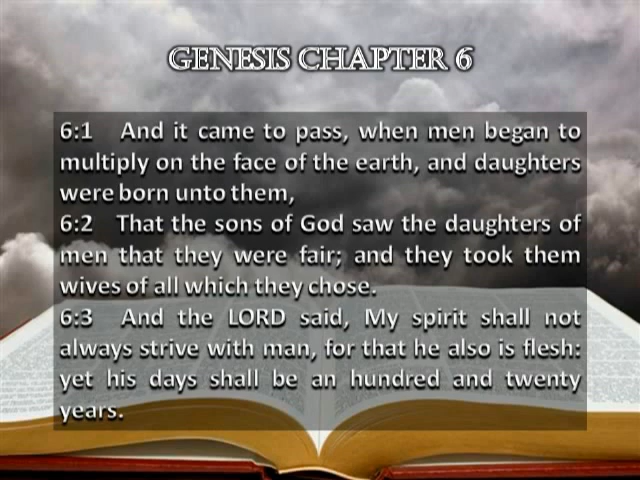 GENESIS CHAPTER 6
6:1 And it came to pass, when men began to
multiply on the face of the earth, and daughters
were born unto them,
6:2 That the sons of God saw the daughters of
men that they were fair; and they took them
wives of all which they chose.
6:3 And the LORD said, My spirit shall not
always strive with man, for that he also is flesh:
yet his days shall be an hundred and twenty
years.